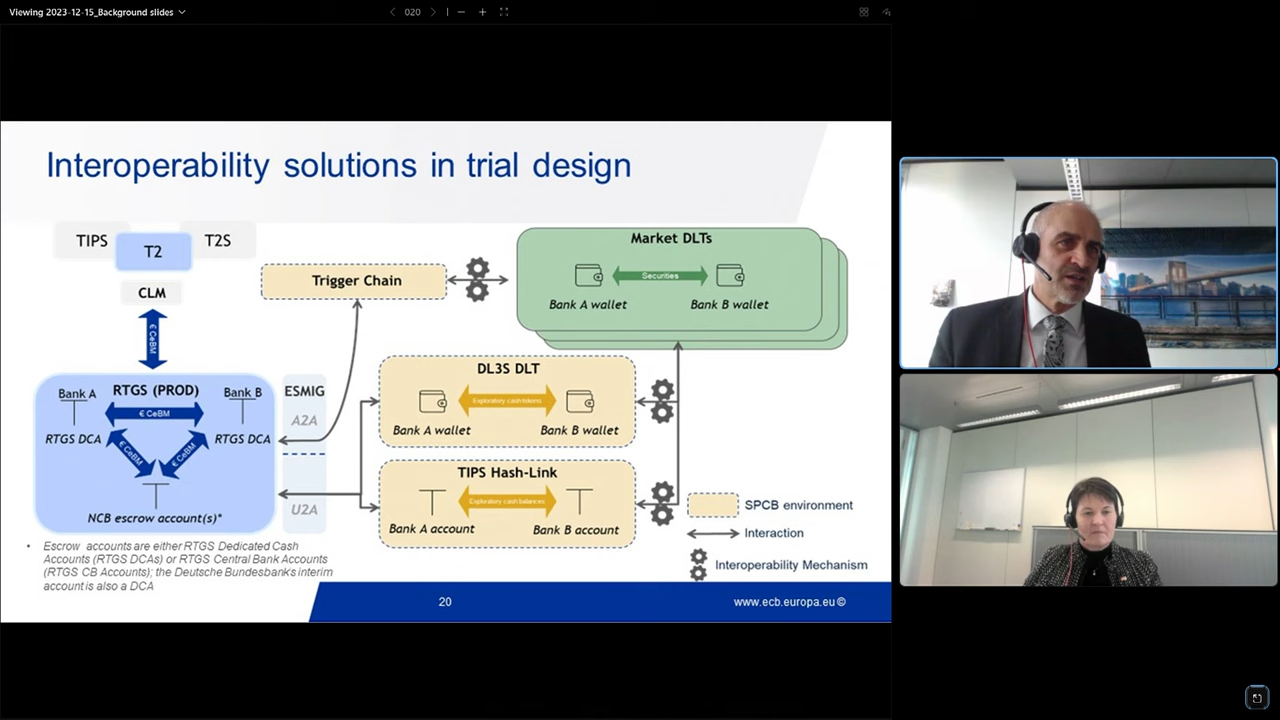 Viewing 2023-12-15_Background slides
020
Interoperability solutions in trial design
TIPS
T2
T2S
CLM
€ CeBM
Trigger Chain
Market DLTs
Securities
Bank A wallet
Bank B wallet
Bank A
RTGS (PROD)
Bank B
€ CeBM
RTGS DCA
RTGS DCA
€ CeBM
€ CeBM
NCB escrow account(s)*
ESMIG
A2A
U2A
DL3S DLT
Exploratory cash tokens
Bank A wallet
Bank B wallet
TIPS Hash-Link
Exploratory cash balances
Bank A account
Bank B account
SPCB environment
Interaction
Interoperability Mechanism
• Escrow accounts are either RTGS Dedicated Cash
Accounts (RTGS DCAs) or RTGS Central Bank Accounts
(RTGS CB Accounts); the Deutsche Bundesbank's interim
account is also a DCA
20
www.ecb.europa.eu ©